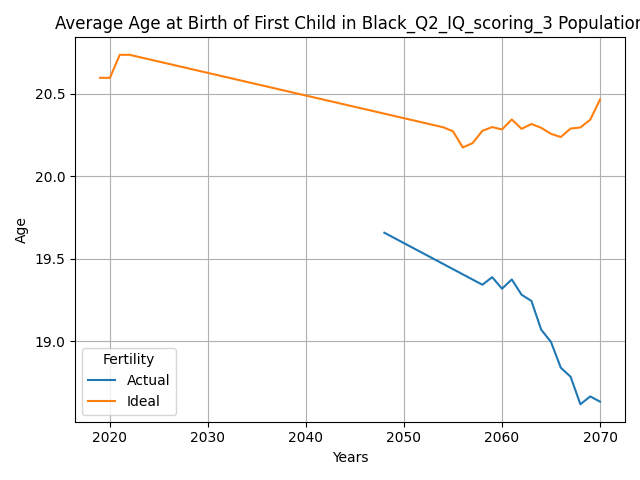 Average Age at Birth of First Child in Black_Q2_IQ_scoring_3 Population
20.5
20.0
19.5
19.0
Age
Fertility
Actual
Ideal
2020 2030 2040 2050 2060 2070
Years